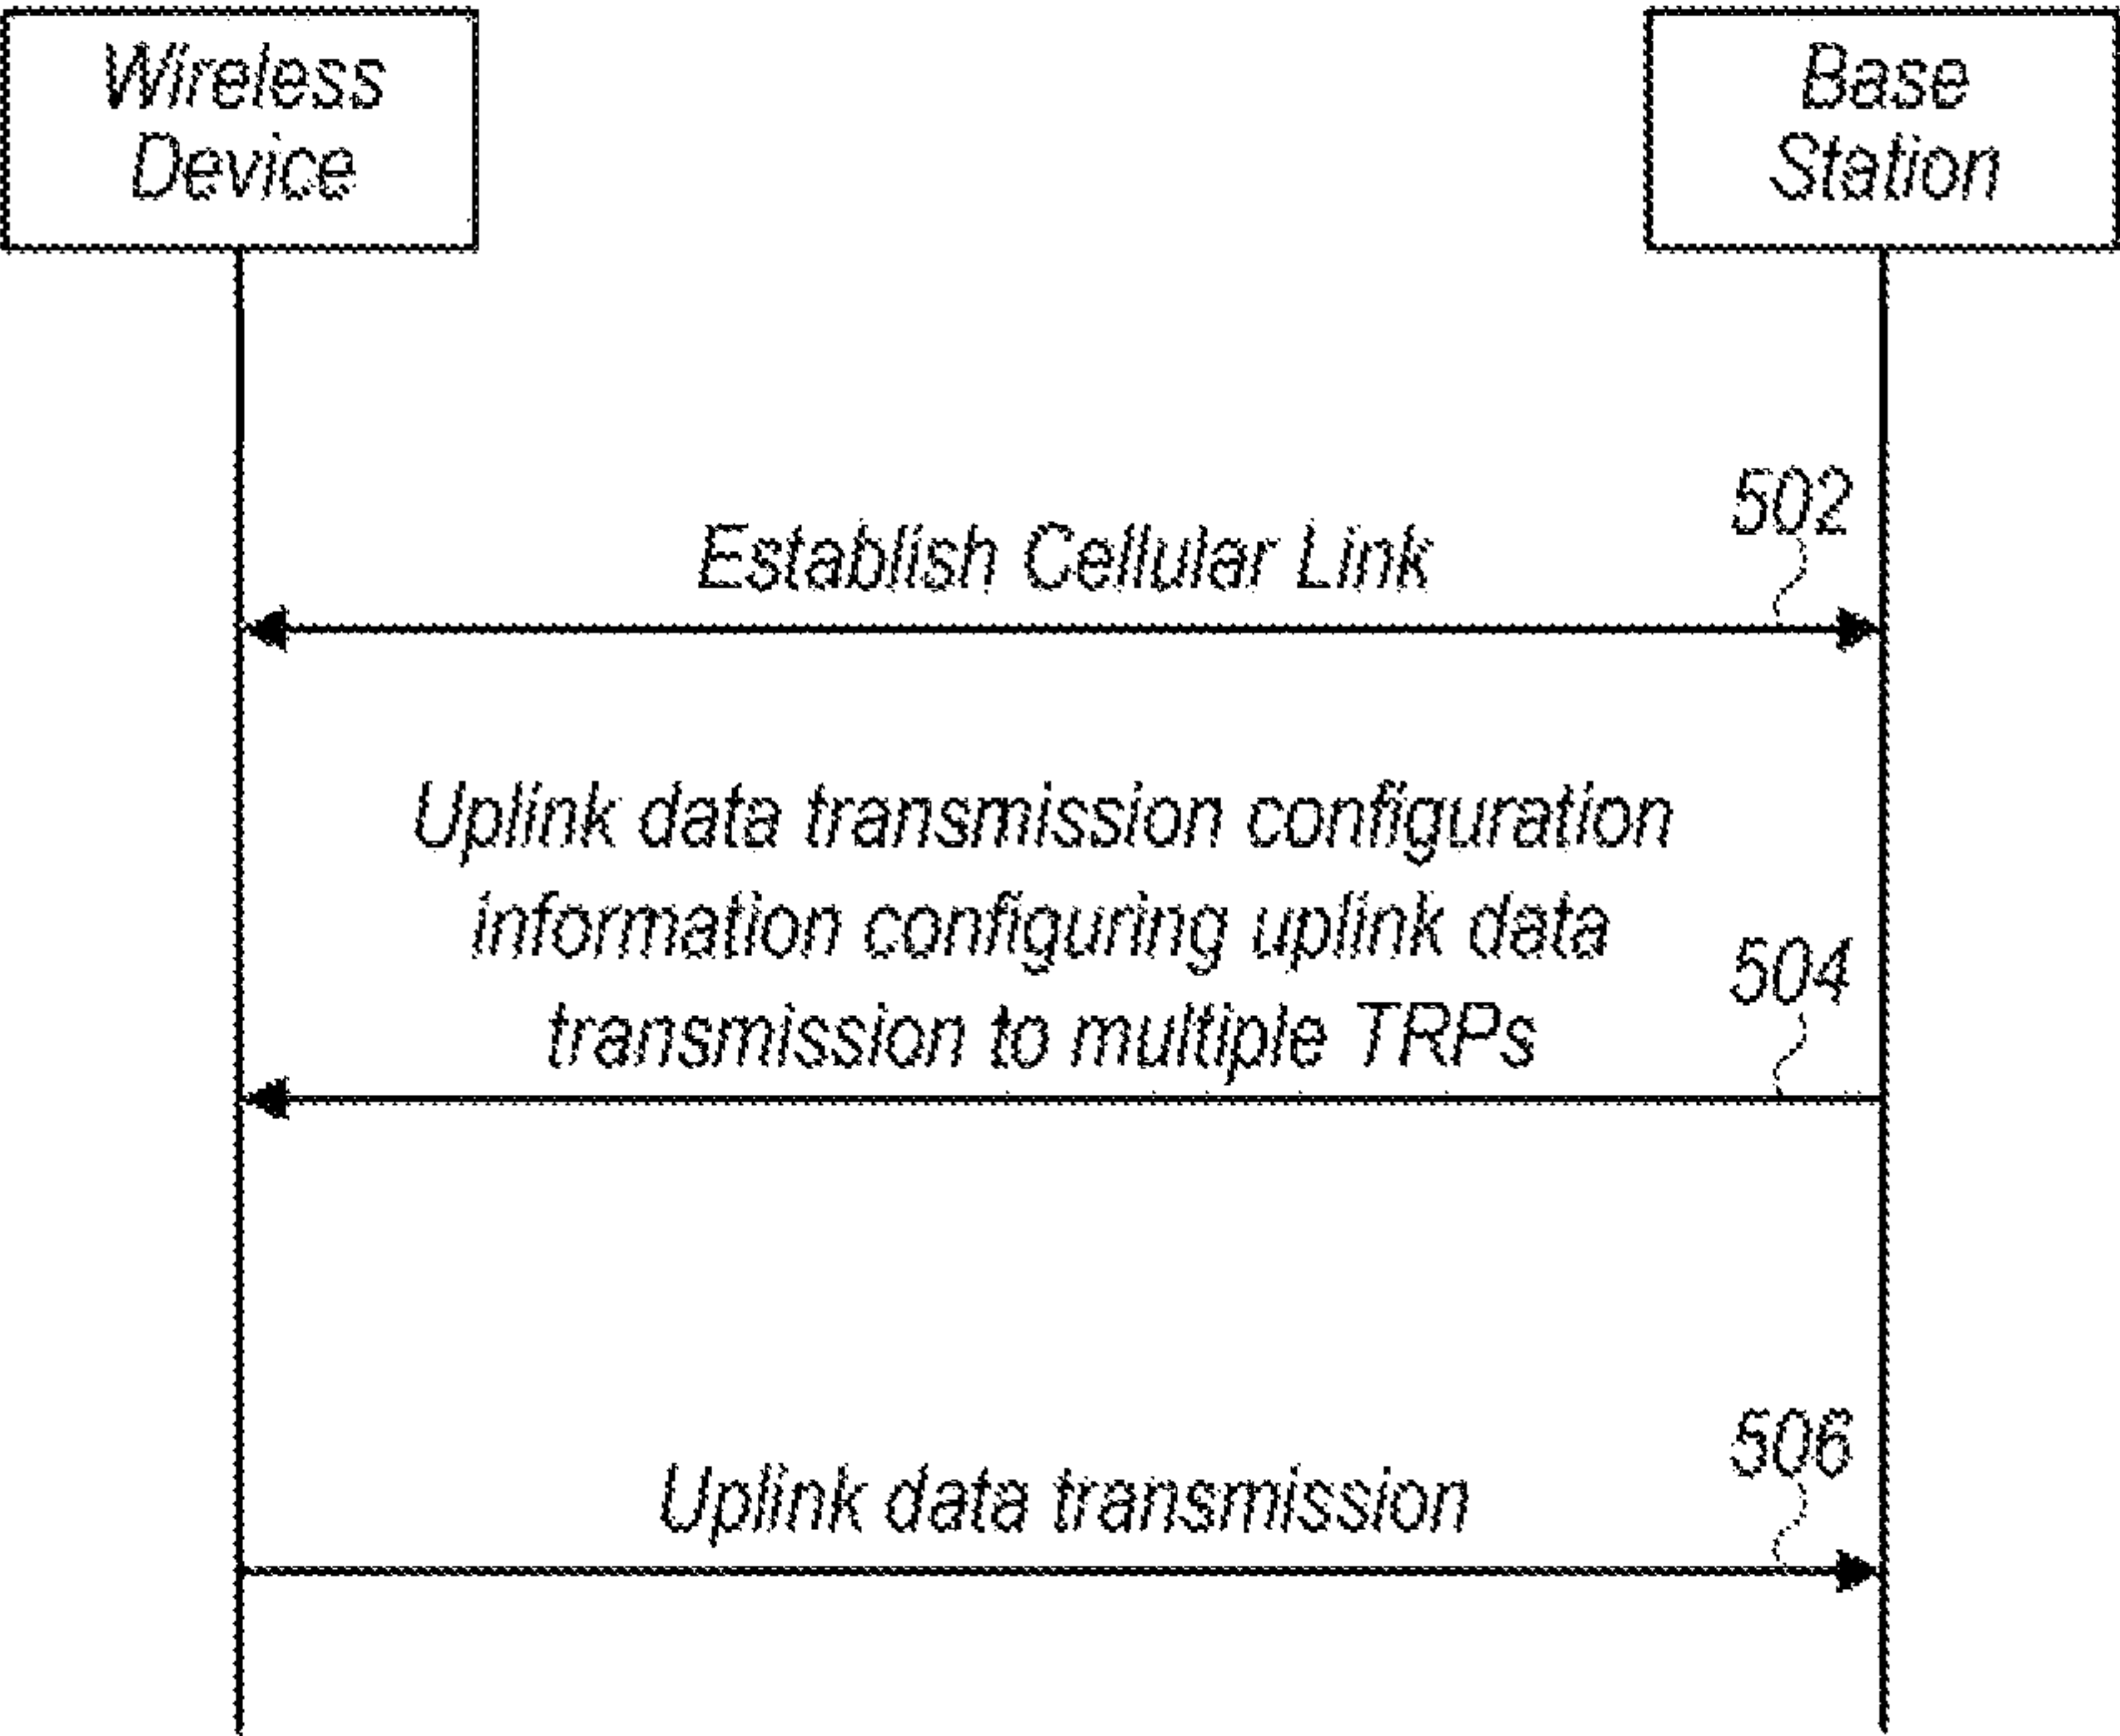 Wireless
Device
Base
Station
502
Establish Cellular Link
Uplink data transmission configuration
information configuring uplink data
504
transmission to multiple TRPs
506
Uplink data transmission